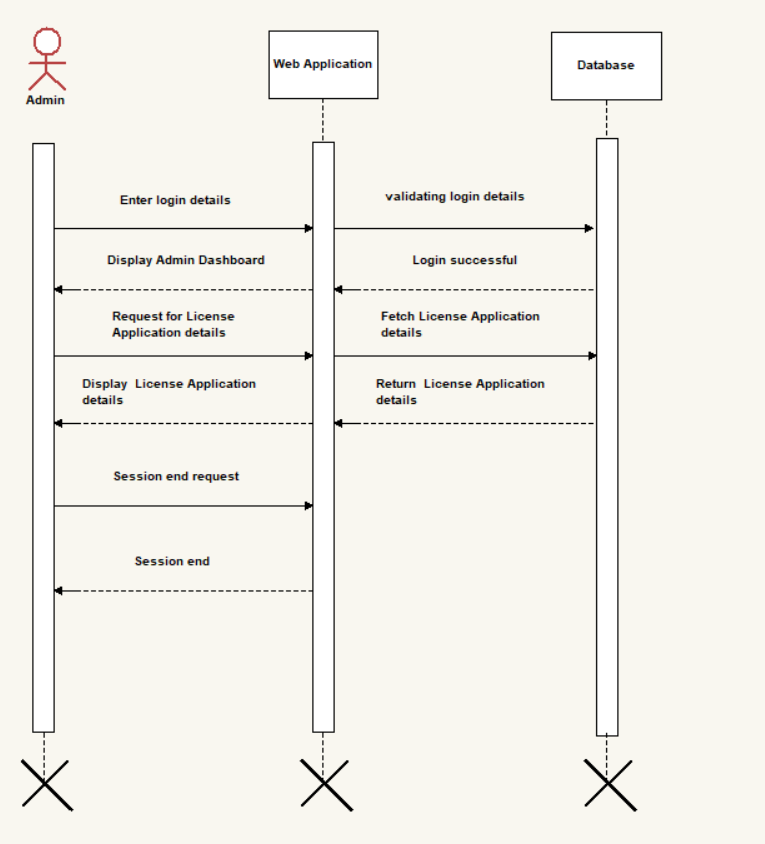 Admin
Web Application
Database
Enter login details
validating login details
Display Admin Dashboard
Login successful
Request for License
Application details
Fetch License Application
details
Display License Application
details
Return License Application
details
Session end request
Session end